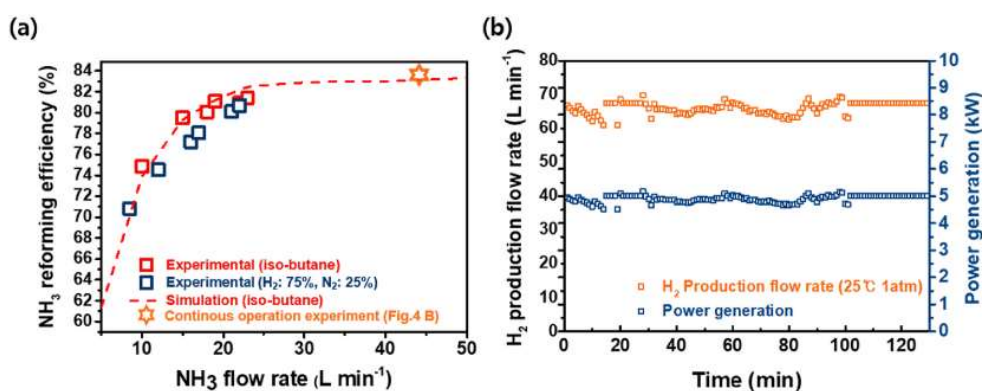 (a)
NH3 reforming efficiency (%)
84
82
80
78
76
74
72
70
68
66
64
62
60
Experimental (iso-butane)
Experimental (H2: 75%, N2: 25%)
Simulation (iso-butane)
Continous operation experiment (Fig.4 B)
10 20 30 40 50
NH3 flow rate (L min-1)
(b)
H2 production flow rate (L min-1)
80
70
60
50
40
30
20
10
0
H2 Production flow rate (25℃ 1atm)
Power generation
0 20 40 60 80 100 120
Time (min)
10
9
8
7
6
5
4
3
2
1
0
Power generation (kW)